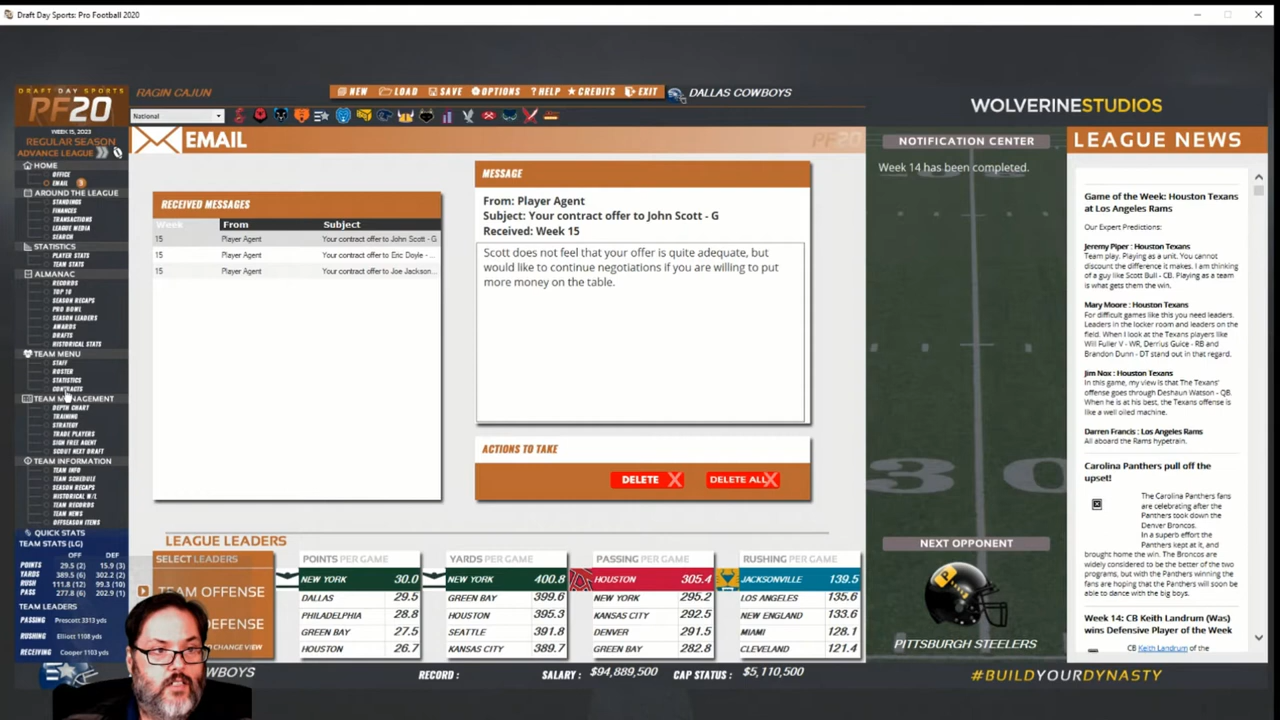 Draft Day Sports: Pro Football 2020
DRAFT DAY SPORTS
PF20
RAGIN CAJUN
NEW LOAD SAVE OPTIONS ? HELP CREDITS EXIT
DALLAS COWBOYS
WOLVERINESTUDIOS
National
WEEK 15, 2023
REGULAR SEASON
ADVANCE LEAGUE
HOME
OFFICE
EMAIL 3
AROUND THE LEAGUE
STANDINGS
FINANCES
TRANSACTIONS
LEAGUE MEDIA
SEARCH
STATISTICS
PLAYER STATS
TEAM STATS
ALMANAC
RECORDS
TOP 10
SEASON RECAPS
PRO BOWL
SEASON LEADERS
AWARDS
DRAFTS
HISTORICAL STATS
TEAM MENU
STAFF
ROSTER
STATISTICS
CONTRACTS
TEAM MANAGEMENT
DEPTH CHART
TRAINING
STRATEGY
TRADE PLAYERS
SIGN FREE AGENT
SCOUT NEXT DRAFT
TEAM INFORMATION
TEAM INFO
TEAM SCHEDULE
SEASON RECAPS
HISTORICAL W/L
TEAM RECORDS
TEAM NEWS
OFFSEASON ITEMS
QUICK STATS
TEAM STATS (LG)
OFF DEF
POINTS 29.5 (2) 15.9 (3)
YARDS 389.5 (6) 302.2 (2)
RUSH 111.8 (12) 99.3 (10)
PASS 277.8 (6) 202.9 (1)
TEAM LEADERS
PASSING Prescott 3313 yds
RUSHING Elliott 1108 yds
RECEIVING Cooper 1103 yds
EMAIL
PF20
RECEIVED MESSAGES
Week From Subject
15 Player Agent Your contract offer to John Scott - G
15 Player Agent Your contract offer to Eric Doyle - ...
15 Player Agent Your contract offer to Joe Jackson...
MESSAGE
From: Player Agent
Subject: Your contract offer to John Scott - G
Received: Week 15
Scott does not feel that your offer is quite adequate, but
would like to continue negotiations if you are willing to put
more money on the table.
ACTIONS TO TAKE
DELETE X
DELETE ALL X
LEAGUE LEADERS
SELECT LEADERS
TEAM OFFENSE
DEFENSE
CHANGE VIEW
POINTS PER GAME
NEW YORK 30.0
DALLAS 29.5
PHILADELPHIA 28.8
GREEN BAY 27.5
HOUSTON 26.7
YARDS PER GAME
NEW YORK 400.8
GREEN BAY 399.6
HOUSTON 395.3
SEATTLE 391.8
KANSAS CITY 389.7
PASSING PER GAME
HOUSTON 305.4
NEW YORK 295.2
KANSAS CITY 292.5
DENVER 291.5
GREEN BAY 282.8
RUSHING PER GAME
JACKSONVILLE 139.5
LOS ANGELES 135.6
NEW ENGLAND 133.6
MIAMI 128.1
CLEVELAND 121.4
WBOYS
RECORD :
SALARY : $94,889,500
CAP STATUS : $5,110,500
NOTIFICATION CENTER
Week 14 has been completed.
30
NEXT OPPONENT
PITTSBURGH STEELERS
LEAGUE NEWS
Game of the Week: Houston Texans
at Los Angeles Rams
Our Expert Predictions:
Jeremy Piper : Houston Texans
Team play. Playing as a unit. You cannot
discount the difference it makes. I am thinking
of a guy like Scott Bull - CB. Playing as a team
is what gets them the win.
Mary Moore : Houston Texans
For difficult games like this you need leaders.
Leaders in the locker room and leaders on the
field. When I look at the Texans players like
Will Fuller V - WR, Derrius Guice - RB and
Brandon Dunn - DT stand out in that regard.
Jim Nox : Houston Texans
In this game, my view is that The Texans'
offense goes through Deshaun Watson - QB.
When he is at his best, the Texans offense is
like a well oiled machine.
Darren Francis : Los Angeles Rams
All aboard the Rams hypetrain.
Carolina Panthers pull off the
upset!
The Carolina Panthers fans
are celebrating after the
Panthers took down the
Denver Broncos.
In a superb effort the
Panthers kept at it, and
brought home the win. The Broncos are
widely considered to be the better of the two
programs, but with the Panthers winning the
fans are hoping that the Panthers will soon be
able to dance with the big boys.
Week 14: CB Keith Landrum (Was)
wins Defensive Player of the Week
CB Keith Landrum of the
#BUILDYOURDYNASTY